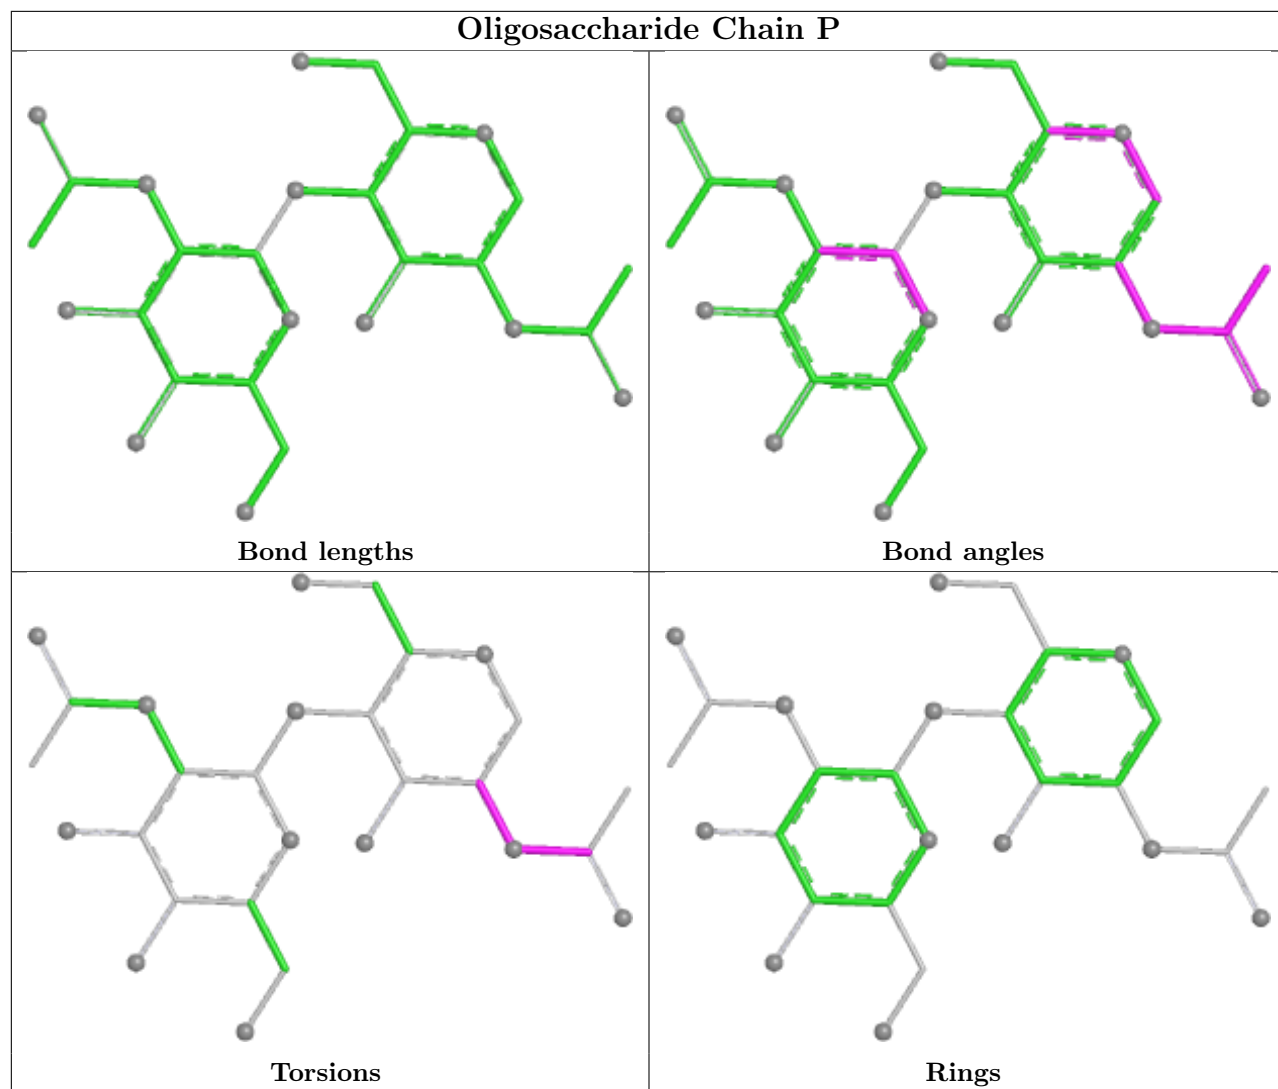 Oligosaccharide Chain P
Bond lengths
Bond angles
Torsions
Rings